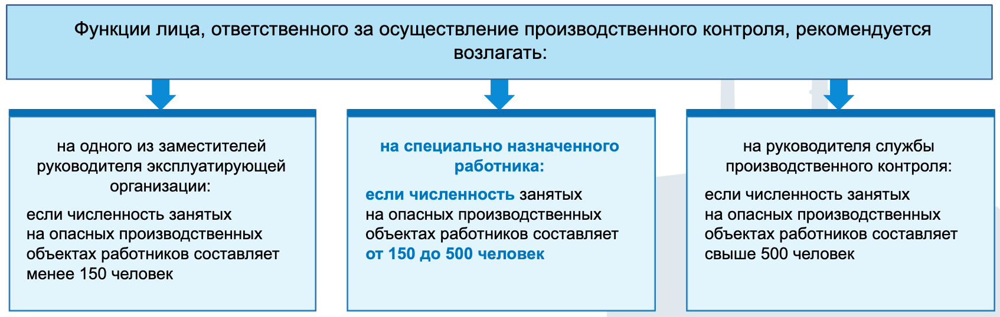 Функции лица, ответственного за осуществление производственного контроля, рекомендуется
возлагать:
на одного из заместителей
руководителя эксплуатирующей
организации:
если численность занятых
на опасных производственных
объектах работников составляет
менее 150 человек
на специально назначенного
работника:
если численность занятых
на опасных производственных
объектах работников составляет
от 150 до 500 человек
на руководителя службы
производственного контроля:
если численность занятых
на опасных производственных
объектах работников составляет
свыше 500 человек